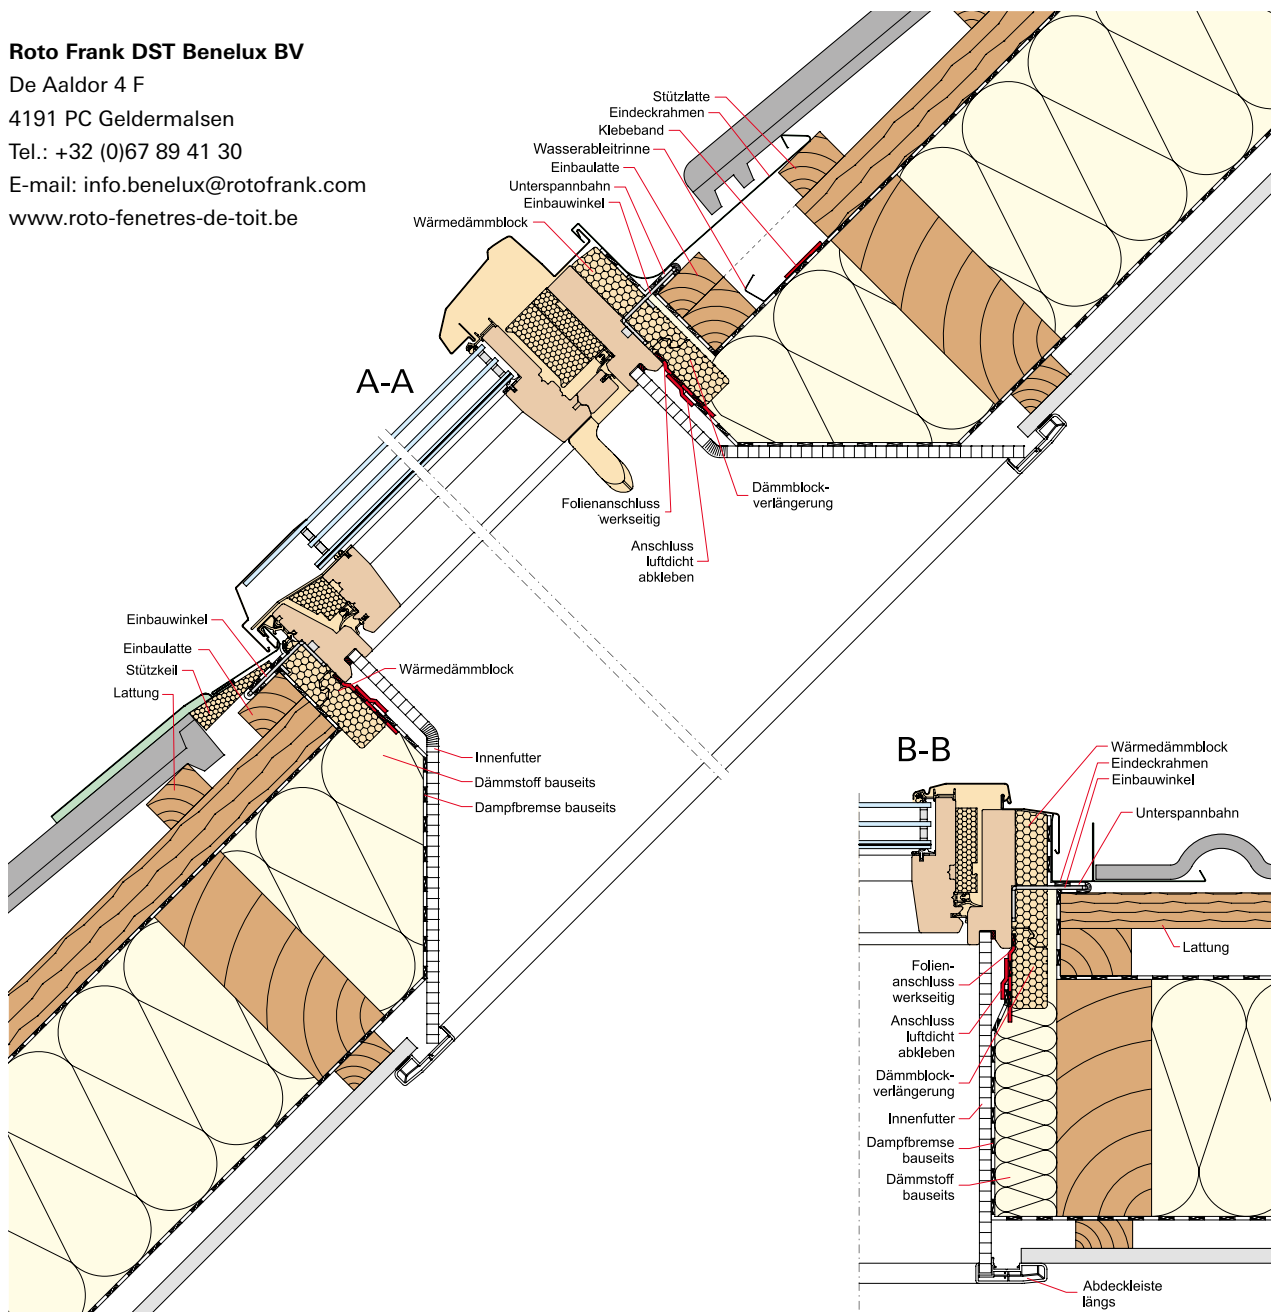 Roto Frank DST Benelux BV
De Aaldor 4 F
4191 PC Geldermalsen
Tel.: +32 (0)67 89 41 30
E-mail: info.benelux@rotofrank.com
www.roto-fenetres-de-toit.be
Stützlatte
Eindeckrahmen
Klebeband
Wasserableitrinne
Einbaulatte
Unterspannbahn
Einbauwinkel
Wärmedämmblock
A-A
Folienanschluss
werkseitig
Dämmblock-
verlängerung
Anschluss
luftdicht
abkleben
Einbauwinkel
Einbaulatte
Stützkeil
Lattung
Wärmedämmblock
Innenfutter
Dämmstoff bauseits
Dampfbremse bauseits
B-B
Wärmedämmblock
Eindeckrahmen
Einbauwinkel
Unterspannbahn
Lattung
Folien-
anschluss
werkseitig
Anschluss
luftdicht
abkleben
Dämmblock-
verlängerung
Innenfutter
Dampfbremse
bauseits
Dämmstoff
bauseits
Abdeckleiste
längs